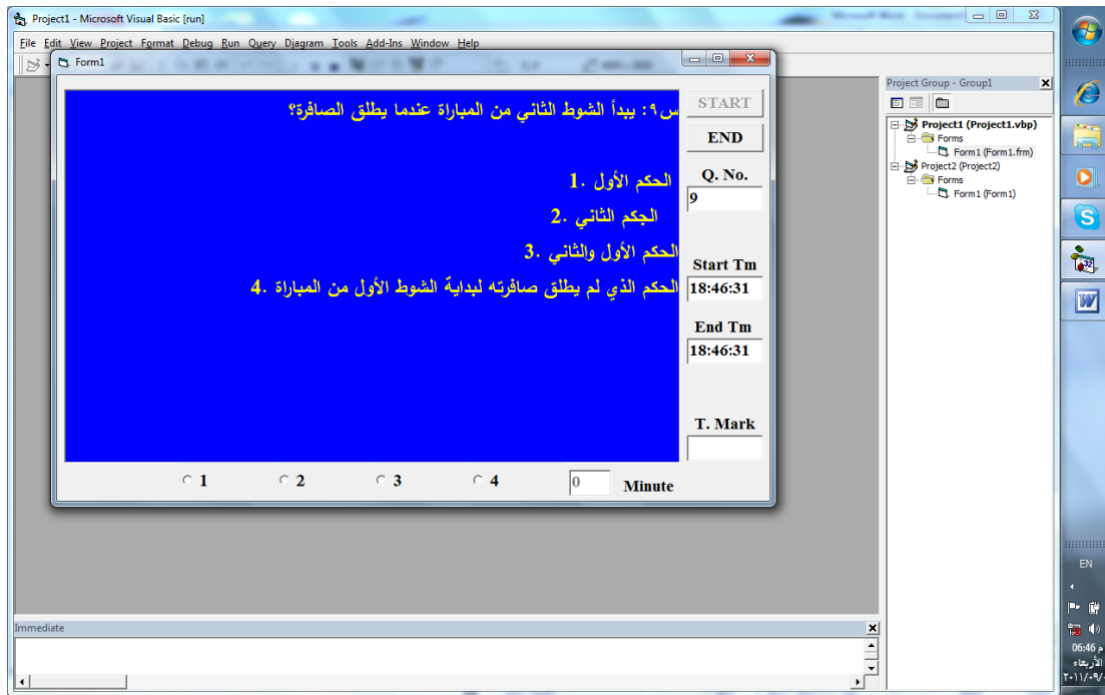 Project1 - Microsoft Visual Basic [run]
File Edit View Project Format Debug Run Query Diagram Tools Add-Ins Window Help
Form1
س٩: يبدأ الشوط الثاني من المباراة عندما يطلق الصافرة؟
الحكم الأول .1
الجكم الثاني .2
الحكم الأول والثاني .3
الحكم الذي لم يطلق صافرته لبداية الشوط الأول من المباراة .4
START
END
Q. No.
9
Start Tm
18:46:31
End Tm
18:46:31
T. Mark
1
2
3
4
0 Minute
Project Group - Group1
Project1 (Project1.vbp)
Forms
Form1 (Form1.frm)
Project2 (Project2)
Forms
Form1 (Form1)
Immediate
EN
06:46 م
الأربعاء